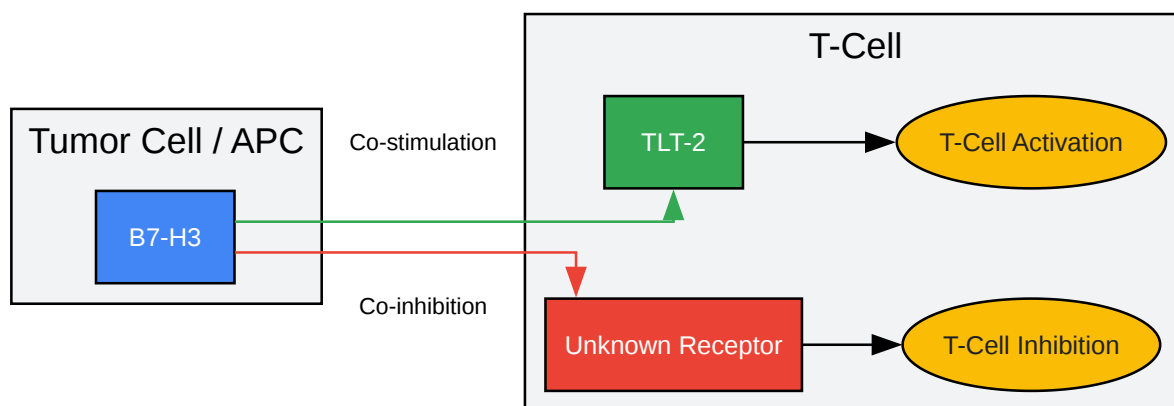 T-Cell
Tumor Cell / APC
Co-stimulation
TLT-2
T-Cell Activation
B7-H3
Co-inhibition
Unknown Receptor
T-Cell Inhibition